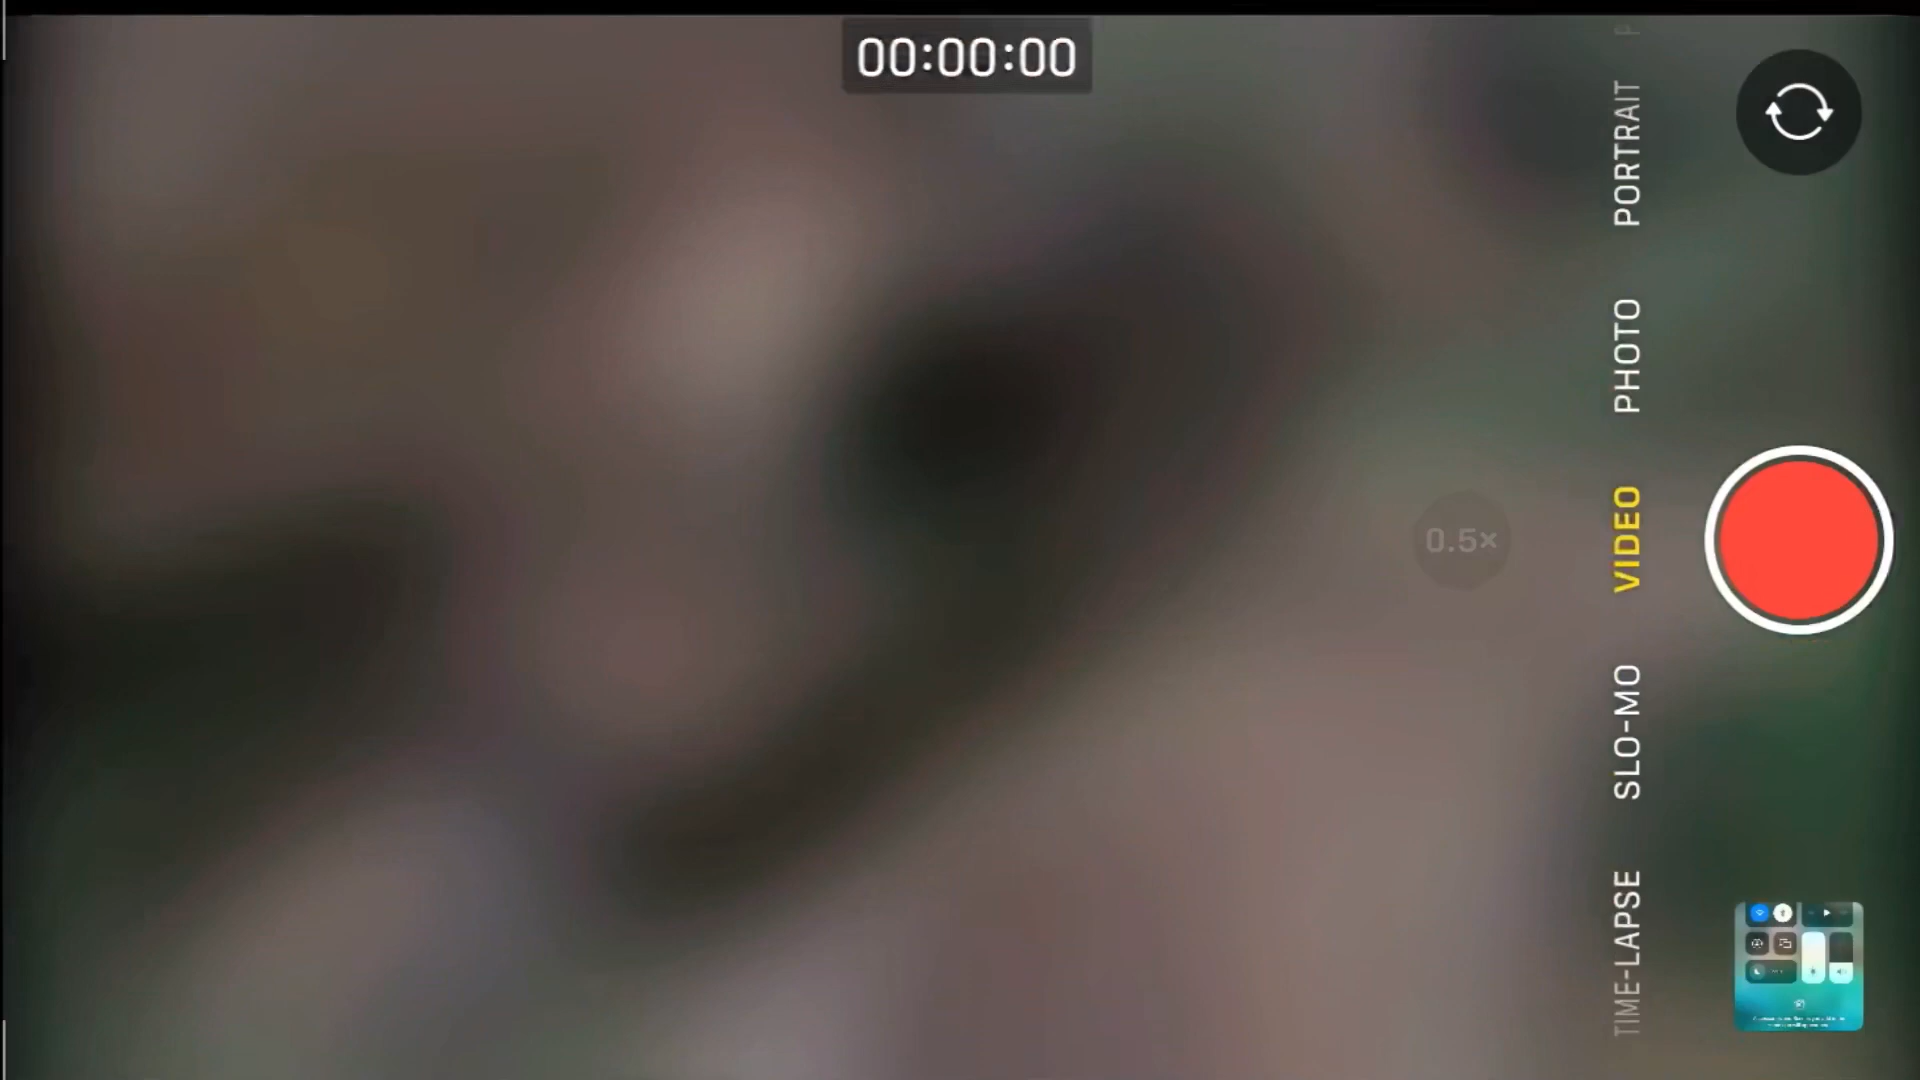 00:00:00
PORTRAIT
PHOTO
VIDEO
0.5×
SLO-MO
TIME-LAPSE